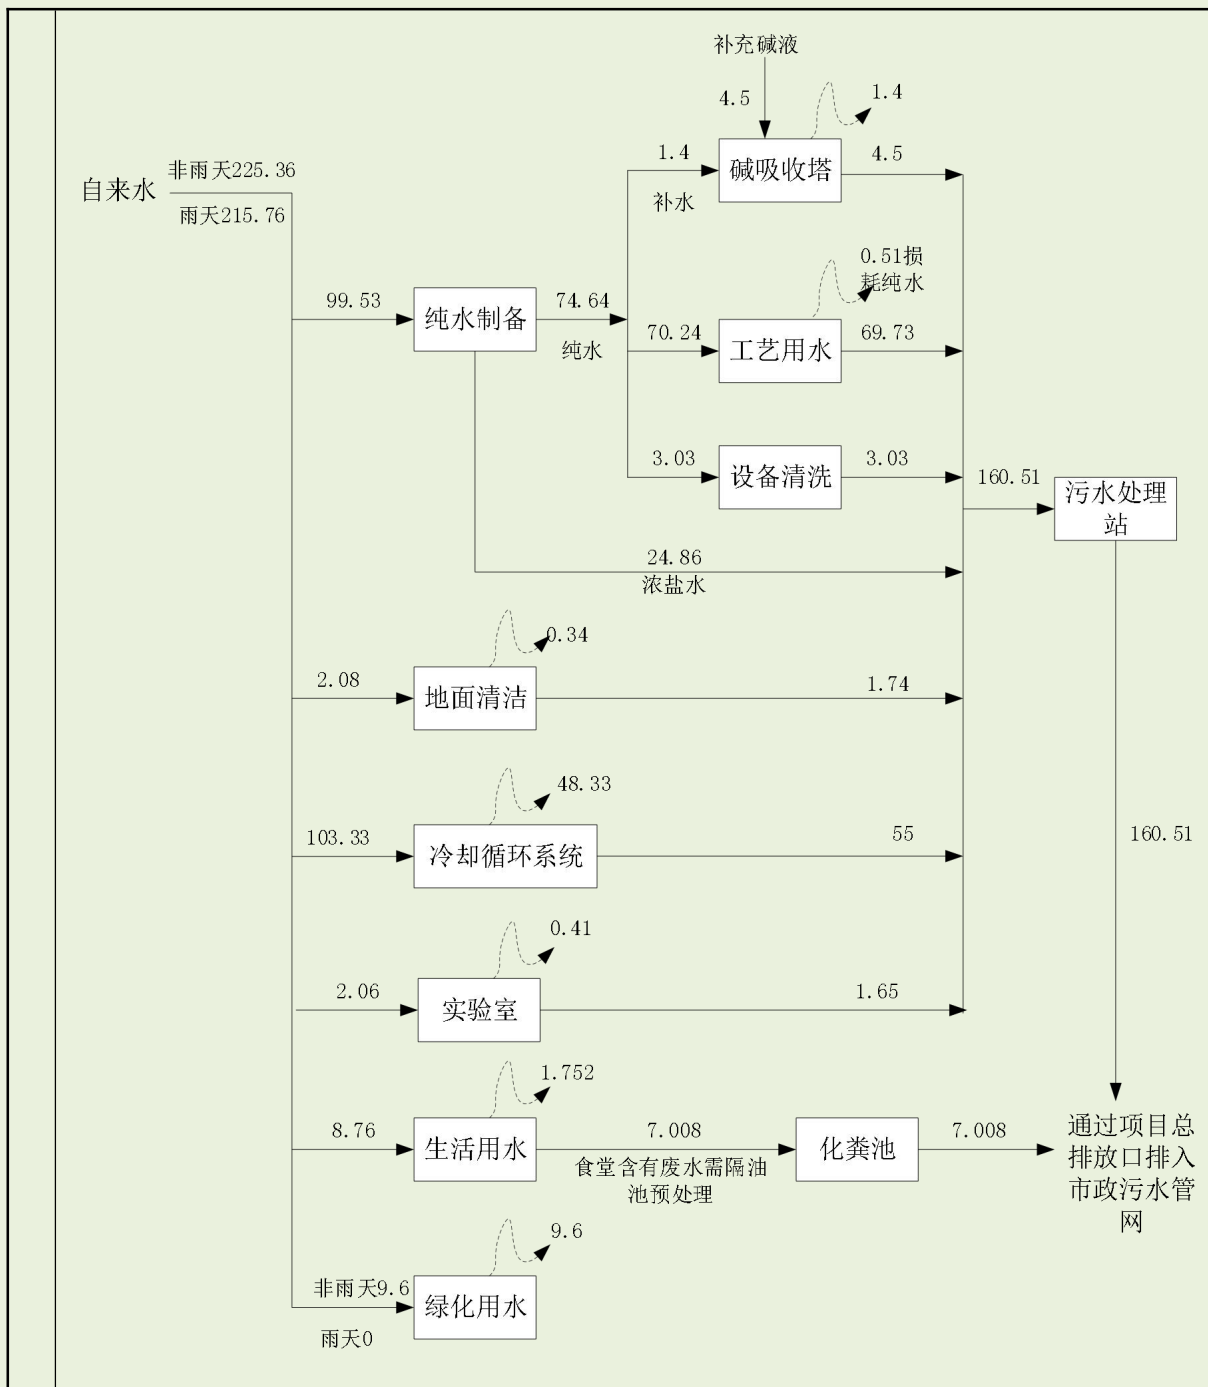 补充碱液
4.5
1.4
1.4
碱吸收塔
4.5
补水
非雨天225.36
自来水
雨天215.76
0.51损
耗纯水
99.53
纯水制备
74.64
纯水
70.24
工艺用水
69.73
3.03
设备清洗
3.03
160.51
污水处理
站
24.86
浓盐水
0.34
2.08
地面清洁
1.74
48.33
103.33
冷却循环系统
55
160.51
0.41
2.06
实验室
1.65
1.752
8.76
生活用水
7.008
食堂含有废水需隔油
池预处理
化粪池
7.008
通过项目总
排放口排入
市政污水管
网
9.6
非雨天9.6
绿化用水
雨天0